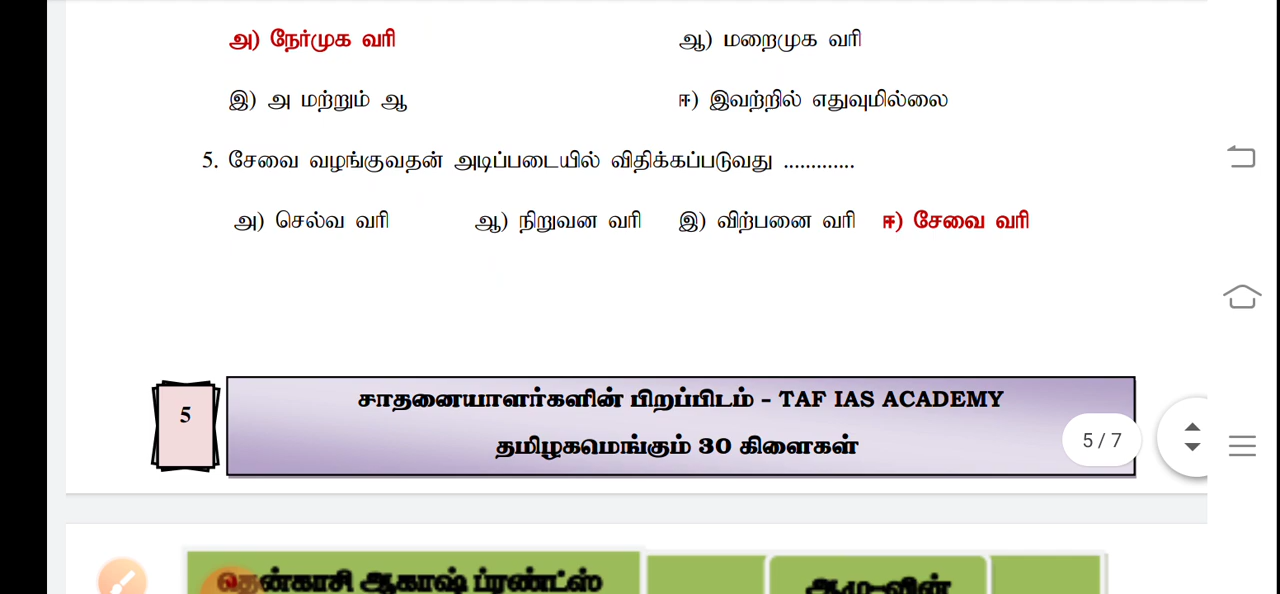 அ) நேர்முக வரி ஆ) மறைமுக வரி
இ) அ மற்றும் ஆ ஈ) இவற்றில் எதுவுமில்லை
5. சேவை வழங்குவதன் அடிப்படையில் விதிக்கப்படுவது .............
அ) செல்வ வரி ஆ) நிறுவன வரி இ) விற்பனை வரி ஈ) சேவை வரி
5
சாதனையாளர்களின் பிறப்பிடம் – TAF IAS ACADEMY
தமிழகமெங்கும் 30 கிளைகள்
5 / 7
தென்காசி ஆகாஷ் ப்ரண்ட்ஸ்